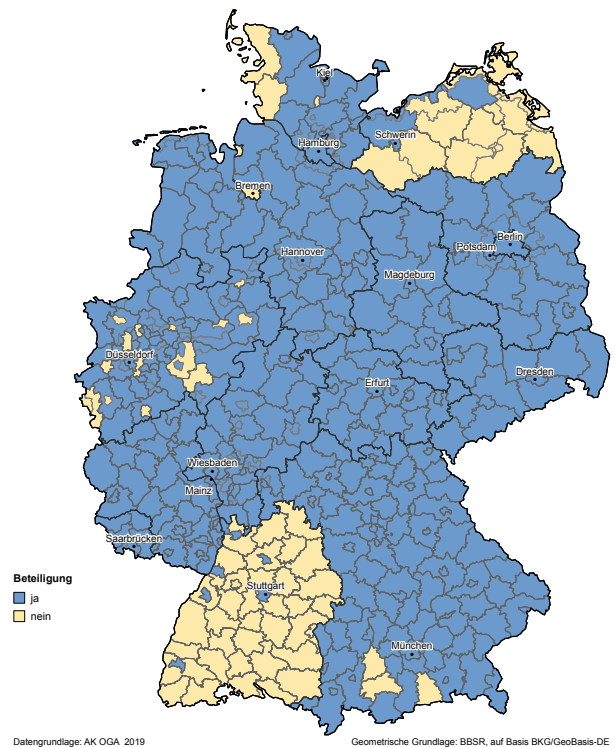 Kiel
Schwerin
Hamburg
Bremen
Berlin
Potsdam
Hannover
Magdeburg
Düsseldorf
Dresden
Erfurt
Wiesbaden
Mainz
Saarbrücken
Stuttgart
München
Beteiligung
ja
nein
Datengrundlage: AK OGA 2019
Geometrische Grundlage: BBSR, auf Basis BKG/GeoBasis-DE